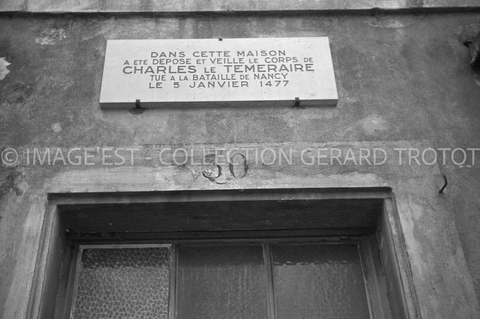 DANS CETTE MAISON
A ETE DEPOSE ET VEILLE LE CORPS DE
CHARLES LE TEMERAIRE
TUE A LA BATAILLE DE NANCY
LE 5 JANVIER 1477
© IMAGE'EST - COLLECTION GERARD TROTOT
30